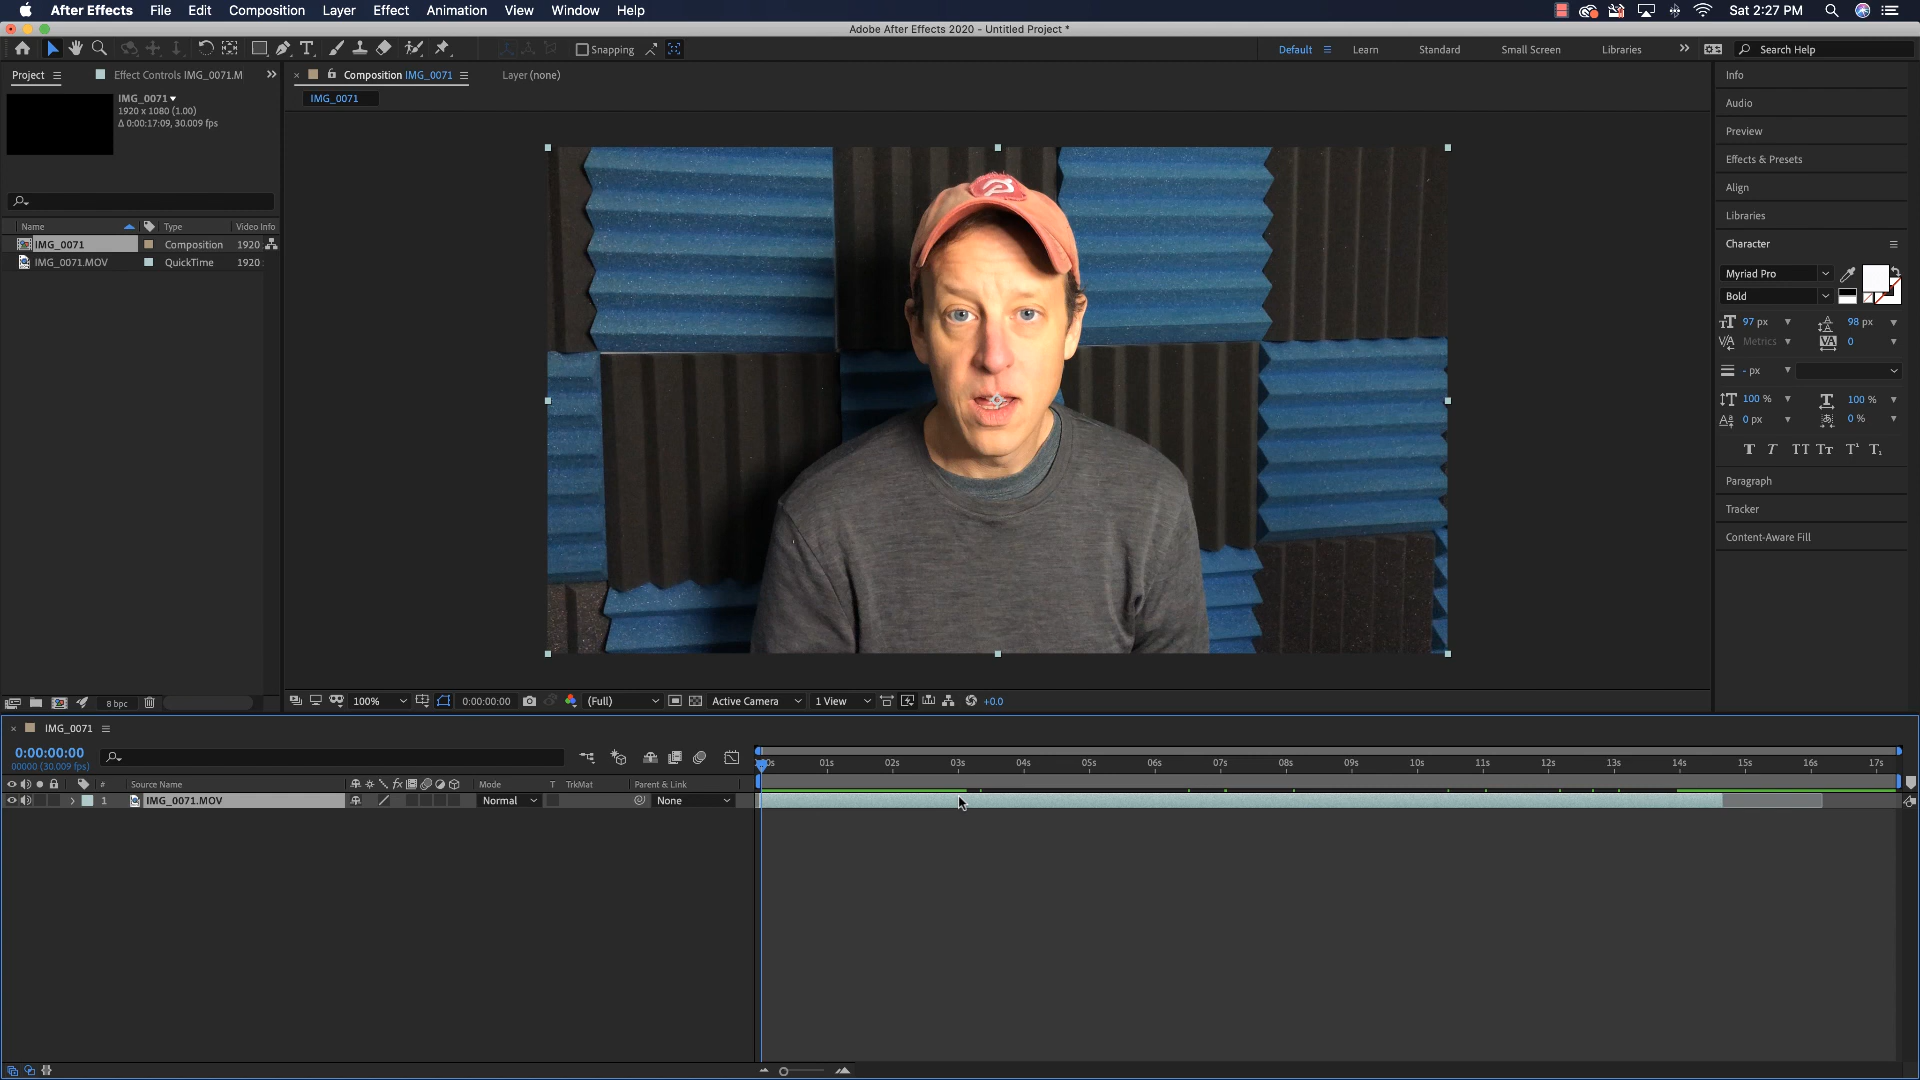 After Effects File Edit Composition Layer Effect Animation View Window Help Sat 2:27 PM
Adobe After Effects 2020 - Untitled Project *
Snapping Default Learn Standard Small Screen Libraries Search Help
Project Effect Controls IMG_0071.M Composition IMG_0071 Layer (none) Info
IMG_0071
IMG_0071
1920 x 1080 (1.00)
Δ 0:00:17:09, 30.009 fps
Audio
Preview
Effects & Presets
Align
Libraries
Name Type Video Info
IMG_0071 Composition 1920
IMG_0071.MOV QuickTime 1920
Character
Myriad Pro
Bold
97 px 98 px
Metrics 0
- px
100 % 100 %
0 px 0 %
T T TT Tt T¹ T₁
Paragraph
Tracker
Content-Aware Fill
8 bpc 100% 0:00:00:00 (Full) Active Camera 1 View +0.0
IMG_0071
0:00:00:00
00000 (30.009 fps)
01s 02s 03s 04s 05s 06s 07s 08s 09s 10s 11s 12s 13s 14s 15s 16s 17s
# Source Name fx Mode T TrkMat Parent & Link
1 IMG_0071.MOV Normal None